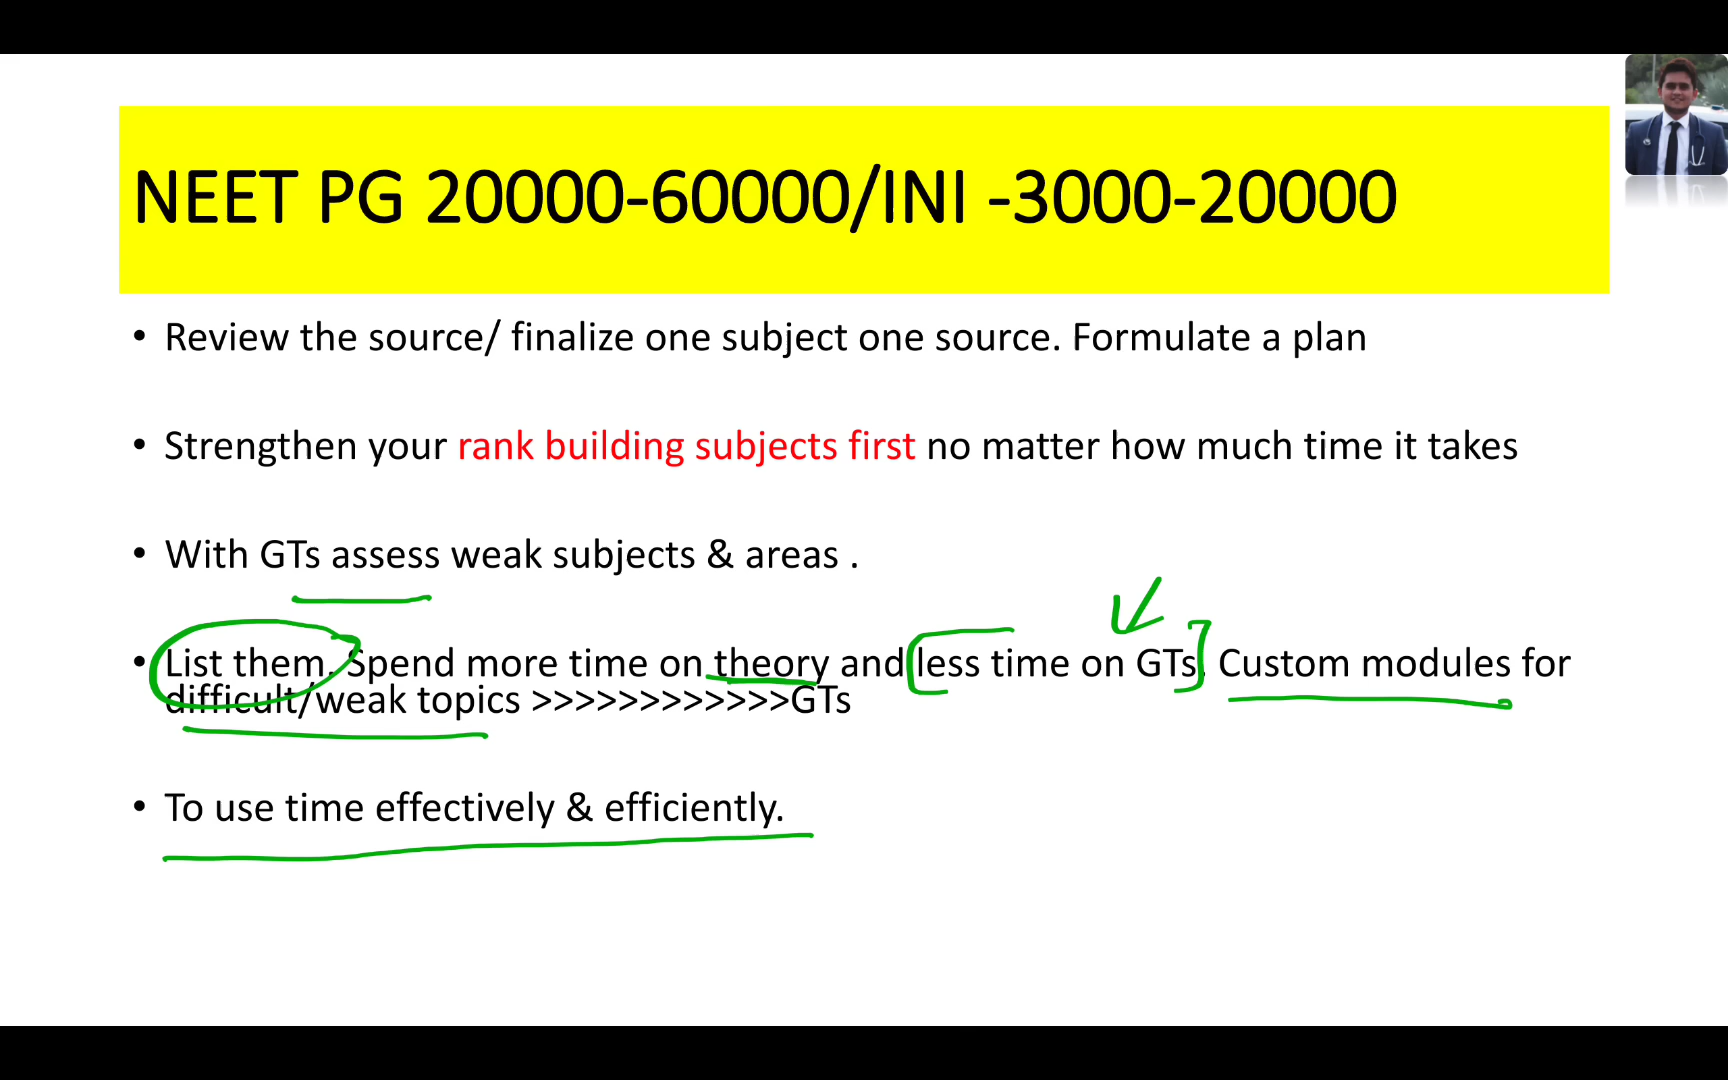 NEET PG 20000-60000/INI -3000-20000
• Review the source/ finalize one subject one source. Formulate a plan
• Strengthen your rank building subjects first no matter how much time it takes
• With GTs assess weak subjects & areas .
• List them. Spend more time on theory and less time on GTs. Custom modules for
difficult/weak topics >>>>>>>>>>>>GTs
• To use time effectively & efficiently.